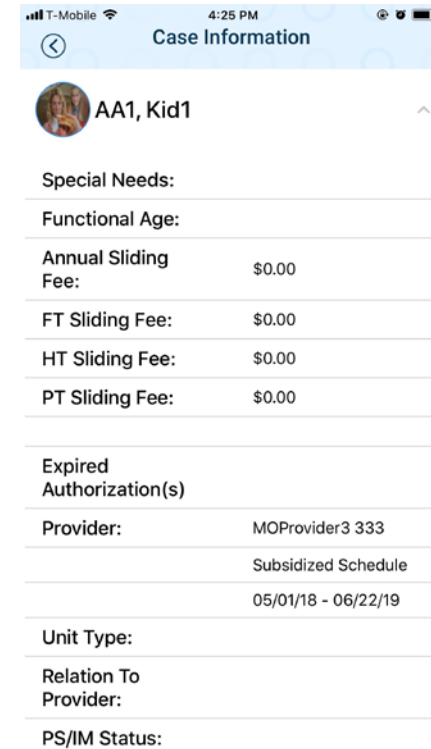 T-Mobile 4:25 PM
Case Information
AA1, Kid1
Special Needs:
Functional Age:
Annual Sliding
Fee: $0.00
FT Sliding Fee: $0.00
HT Sliding Fee: $0.00
PT Sliding Fee: $0.00
Expired
Authorization(s)
Provider: MOProvider3 333
Subsidized Schedule
05/01/18 - 06/22/19
Unit Type:
Relation To
Provider:
PS/IM Status: